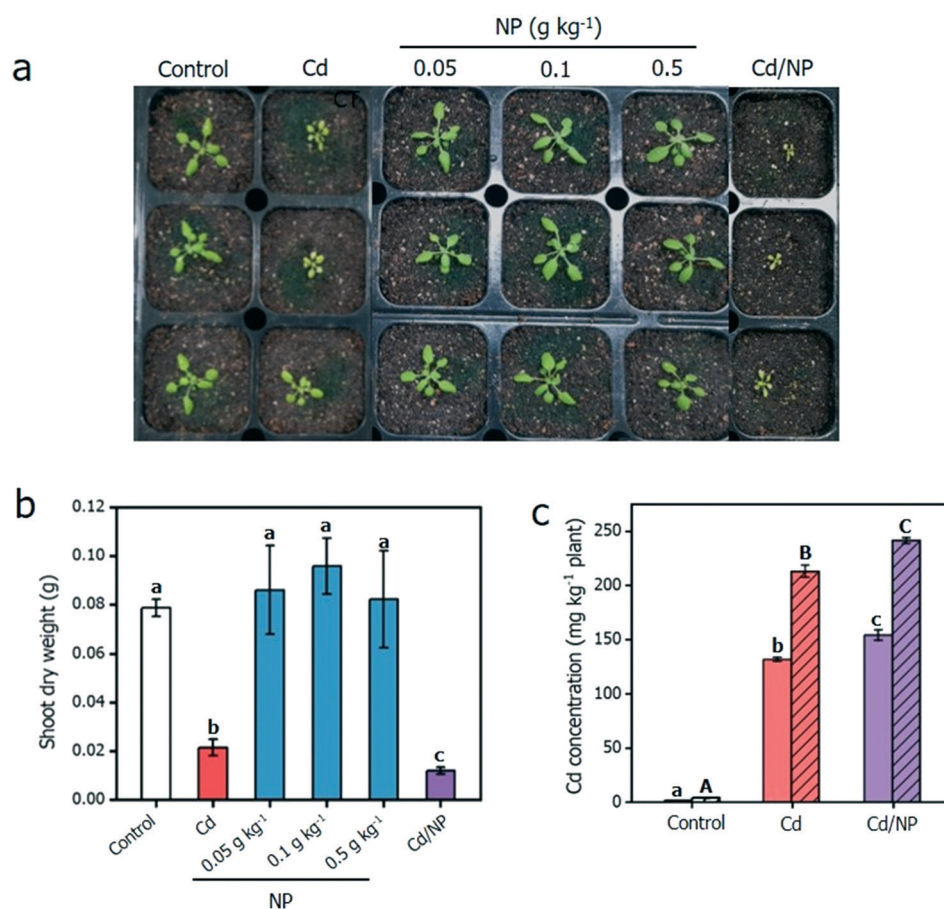 NP (g kg⁻¹)
a
Control Cd 0.05 0.1 0.5 Cd/NP
CT
b
0.12
0.10
0.08
0.06
0.04
0.02
0.00
Shoot dry weight (g)
a
b
a
a
a
c
Control
Cd
0.05 g kg⁻¹
0.1 g kg⁻¹
0.5 g kg⁻¹
Cd/NP
NP
c
250
200
150
100
50
0
Cd concentration (mg kg⁻¹ plant)
a A
b B
c C
Control Cd Cd/NP